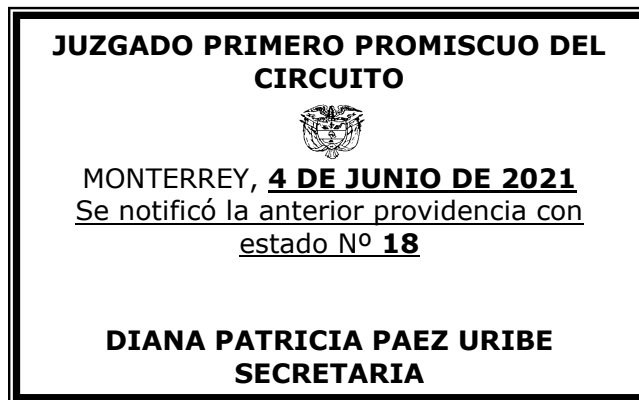 JUZGADO PRIMERO PROMISCUO DEL
CIRCUITO
MONTERREY, 4 DE JUNIO DE 2021
Se notificó la anterior providencia con
estado Nº 18
DIANA PATRICIA PAEZ URIBE
SECRETARIA